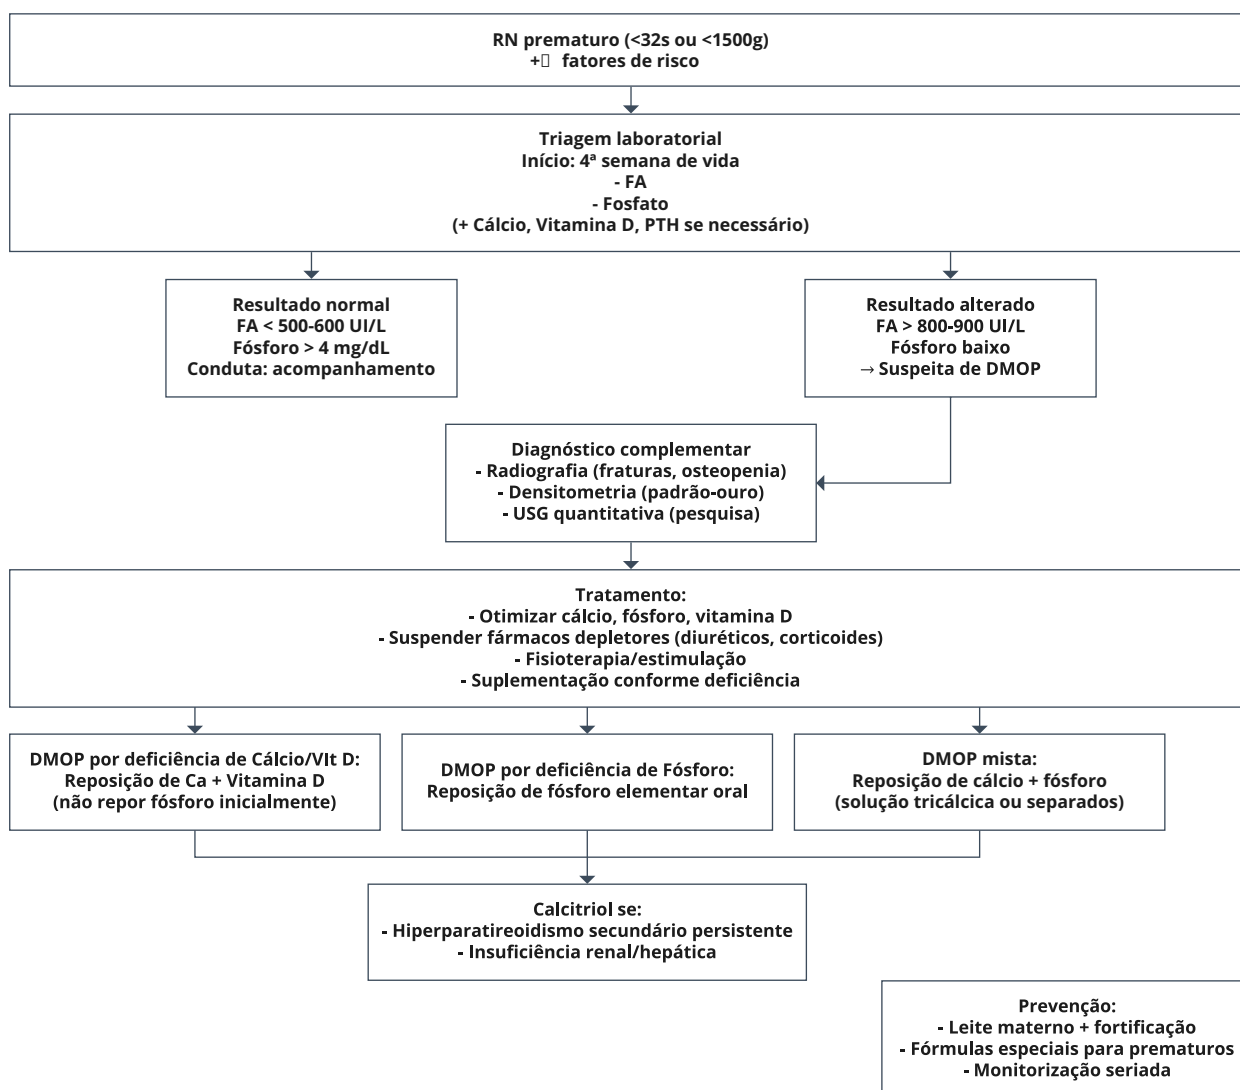 RN prematuro (<32s ou <1500g)
+▯ fatores de risco
Triagem laboratorial
Início: 4ª semana de vida
- FA
- Fosfato
(+ Cálcio, Vitamina D, PTH se necessário)
Resultado normal
FA < 500-600 UI/L
Fósforo > 4 mg/dL
Conduta: acompanhamento
Resultado alterado
FA > 800-900 UI/L
Fósforo baixo
→ Suspeita de DMOP
Diagnóstico complementar
- Radiografia (fraturas, osteopenia)
- Densitometria (padrão-ouro)
- USG quantitativa (pesquisa)
Tratamento:
- Otimizar cálcio, fósforo, vitamina D
- Suspender fármacos depletores (diuréticos, corticoides)
- Fisioterapia/estimulação
- Suplementação conforme deficiência
DMOP por deficiência de Cálcio/VIt D:
Reposição de Ca + Vitamina D
(não repor fósforo inicialmente)
DMOP por deficiência de Fósforo:
Reposição de fósforo elementar oral
DMOP mista:
Reposição de cálcio + fósforo
(solução tricálcica ou separados)
Calcitriol se:
- Hiperparatireoidismo secundário persistente
- Insuficiência renal/hepática
Prevenção:
- Leite materno + fortificação
- Fórmulas especiais para prematuros
- Monitorização seriada